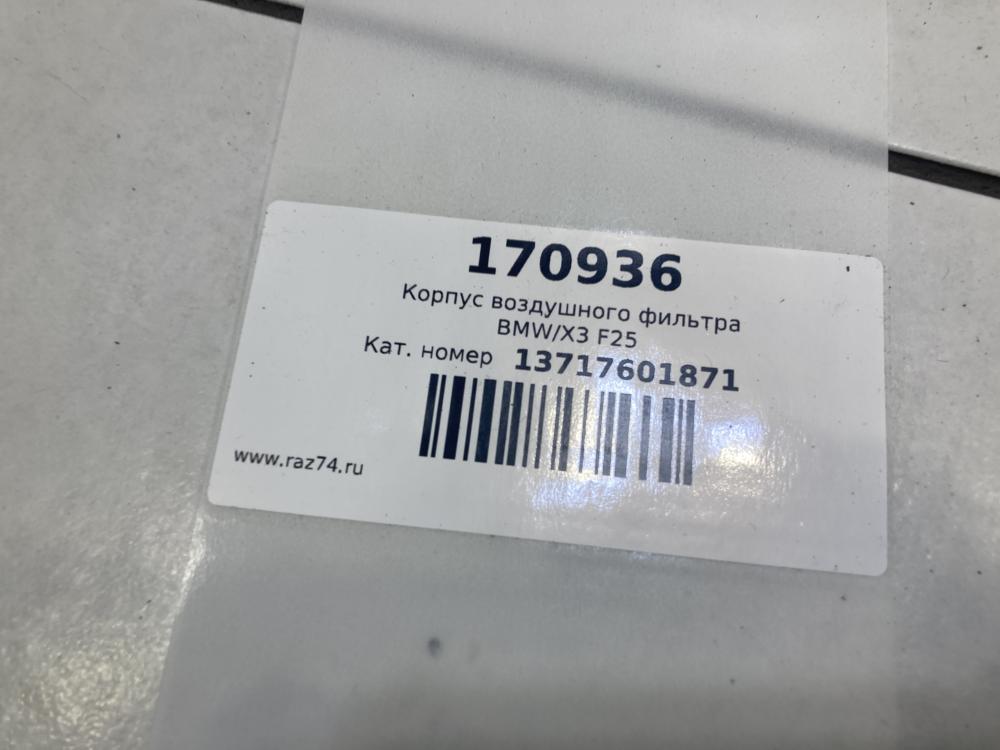 170936
Корпус воздушного фильтра
BMW/X3 F25
Кат. номер 13717601871
www.raz74.ru